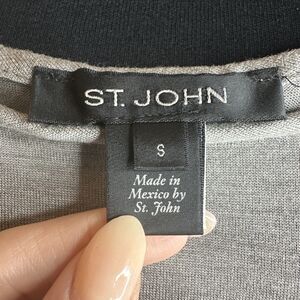 ST. JOHN
S
Made in
Mexico by
St. John